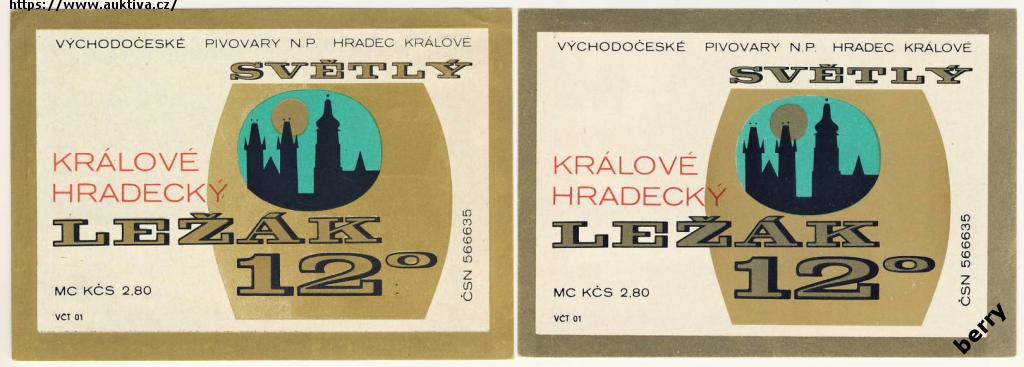 https://www.auktiva.cz/
VÝCHODOČESKÉ PIVOVARY N.P. HRADEC KRÁLOVÉ
SVĚTLÝ
KRÁLOVÉ
HRADECKÝ
LEŽÁK
12°
MC KČS 2,80
VČT 01
ČSN 566635
VÝCHODOČESKÉ PIVOVARY N.P. HRADEC KRÁLOVÉ
SVĚTLÝ
KRÁLOVÉ
HRADECKÝ
LEŽÁK
12°
MC KČS 2,80
VČT 01
ČSN 566635
berry